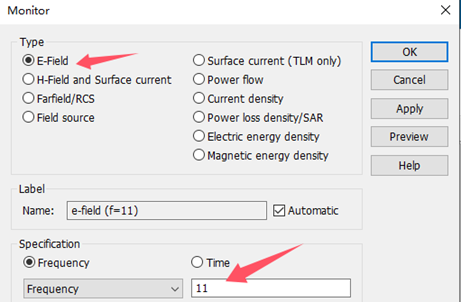 Monitor
Type
E-Field
H-Field and Surface current
Farfield/RCS
Field source
Surface current (TLM only)
Power flow
Current density
Power loss density/SAR
Electric energy density
Magnetic energy density
OK
Cancel
Apply
Preview
Help
Label
Name: e-field (f=11) Automatic
Specification
Frequency Time
Frequency 11